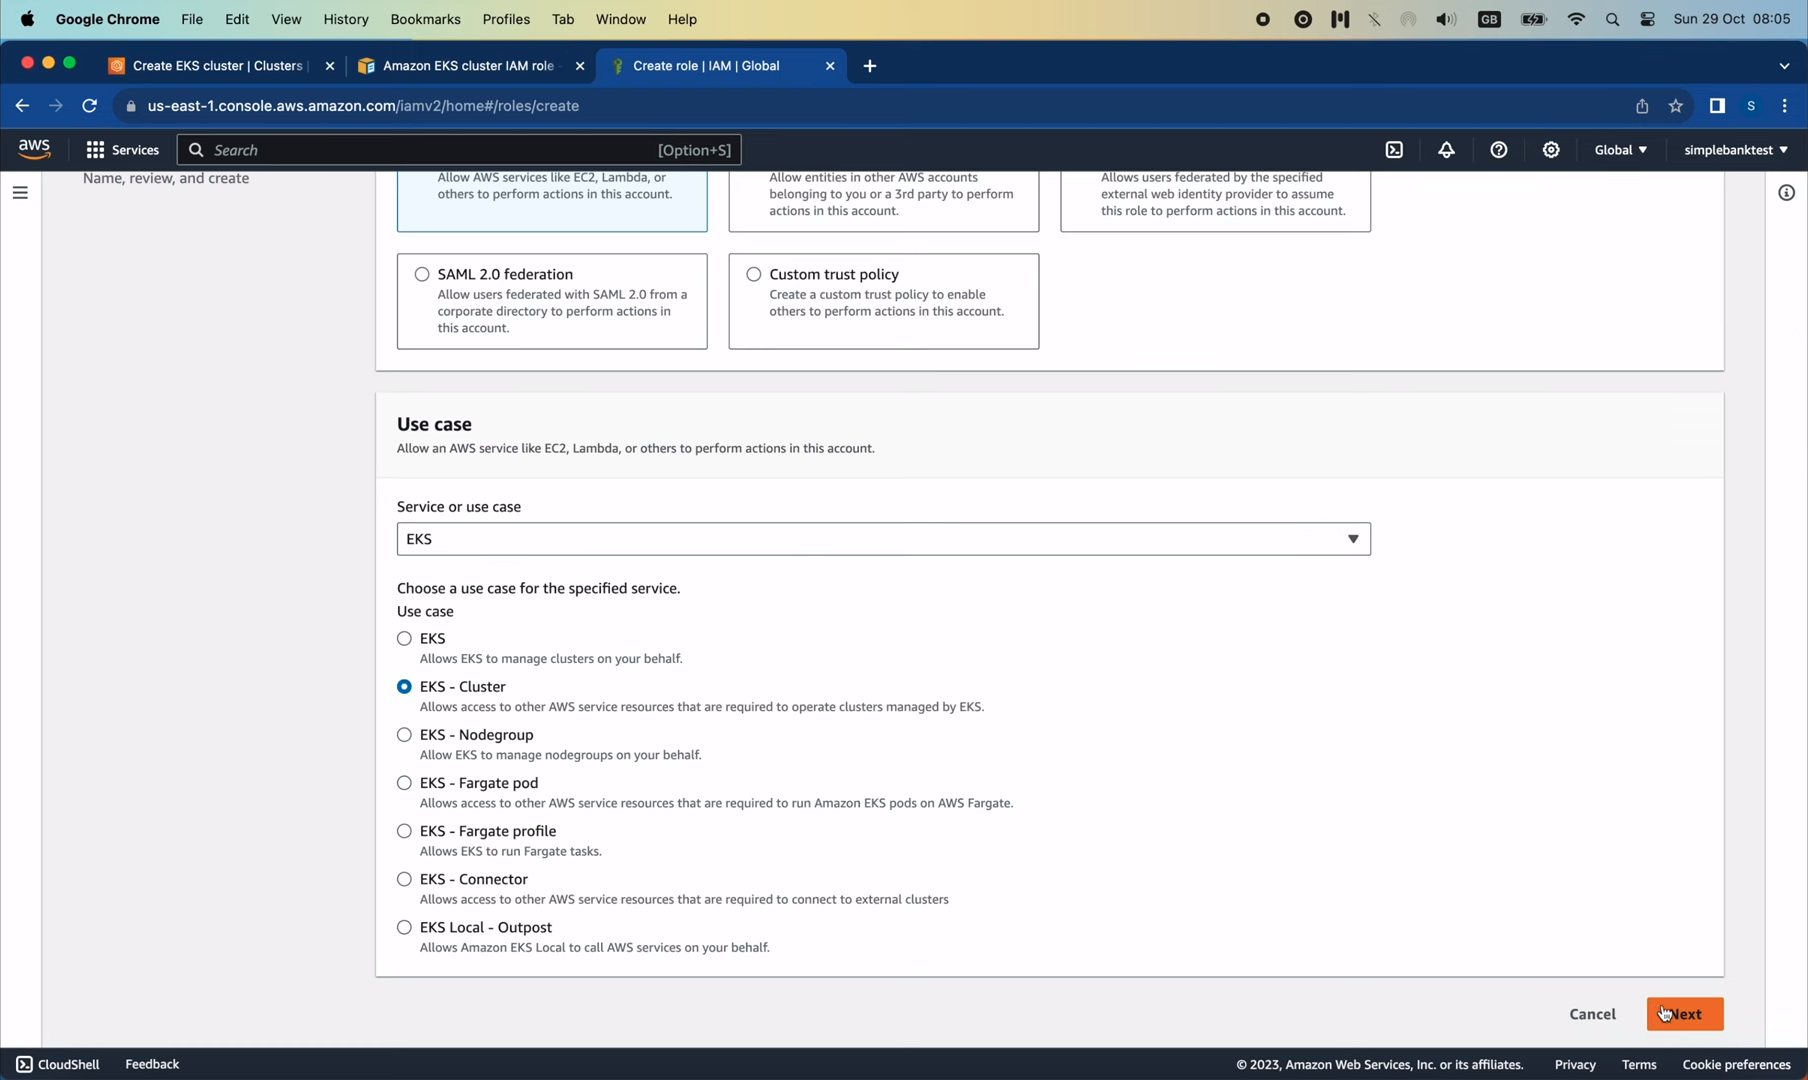 Google Chrome File Edit View History Bookmarks Profiles Tab Window Help GB Sun 29 Oct 08:05
Create EKS cluster | Clusters Amazon EKS cluster IAM role - Create role | IAM | Global
us-east-1.console.aws.amazon.com/iamv2/home#/roles/create S
aws Services Search [Option+S] Global simplebanktest
Name, review, and create
Allow AWS services like EC2, Lambda, or
others to perform actions in this account.
Allow entities in other AWS accounts
belonging to you or a 3rd party to perform
actions in this account.
Allows users federated by the specified
external web identity provider to assume
this role to perform actions in this account.
SAML 2.0 federation
Allow users federated with SAML 2.0 from a
corporate directory to perform actions in
this account.
Custom trust policy
Create a custom trust policy to enable
others to perform actions in this account.
Use case
Allow an AWS service like EC2, Lambda, or others to perform actions in this account.
Service or use case
EKS
Choose a use case for the specified service.
Use case
EKS
Allows EKS to manage clusters on your behalf.
EKS - Cluster
Allows access to other AWS service resources that are required to operate clusters managed by EKS.
EKS - Nodegroup
Allow EKS to manage nodegroups on your behalf.
EKS - Fargate pod
Allows access to other AWS service resources that are required to run Amazon EKS pods on AWS Fargate.
EKS - Fargate profile
Allows EKS to run Fargate tasks.
EKS - Connector
Allows access to other AWS service resources that are required to connect to external clusters
EKS Local - Outpost
Allows Amazon EKS Local to call AWS services on your behalf.
Cancel Next
CloudShell Feedback © 2023, Amazon Web Services, Inc. or its affiliates. Privacy Terms Cookie preferences